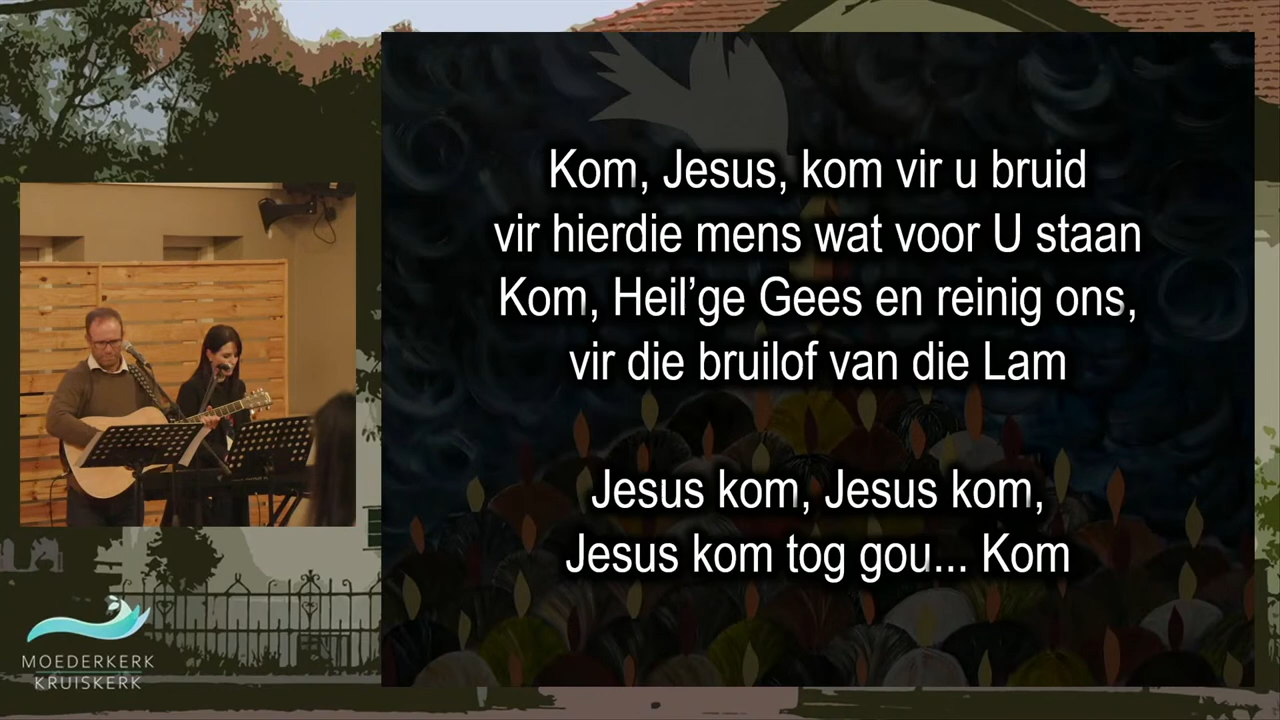 Kom, Jesus, kom vir u bruid
vir hierdie mens wat voor U staan
Kom, Heil’ge Gees en reinig ons,
vir die bruilof van die Lam
Jesus kom, Jesus kom,
Jesus kom tog gou... Kom
MOEDERKERK
KRUISKERK